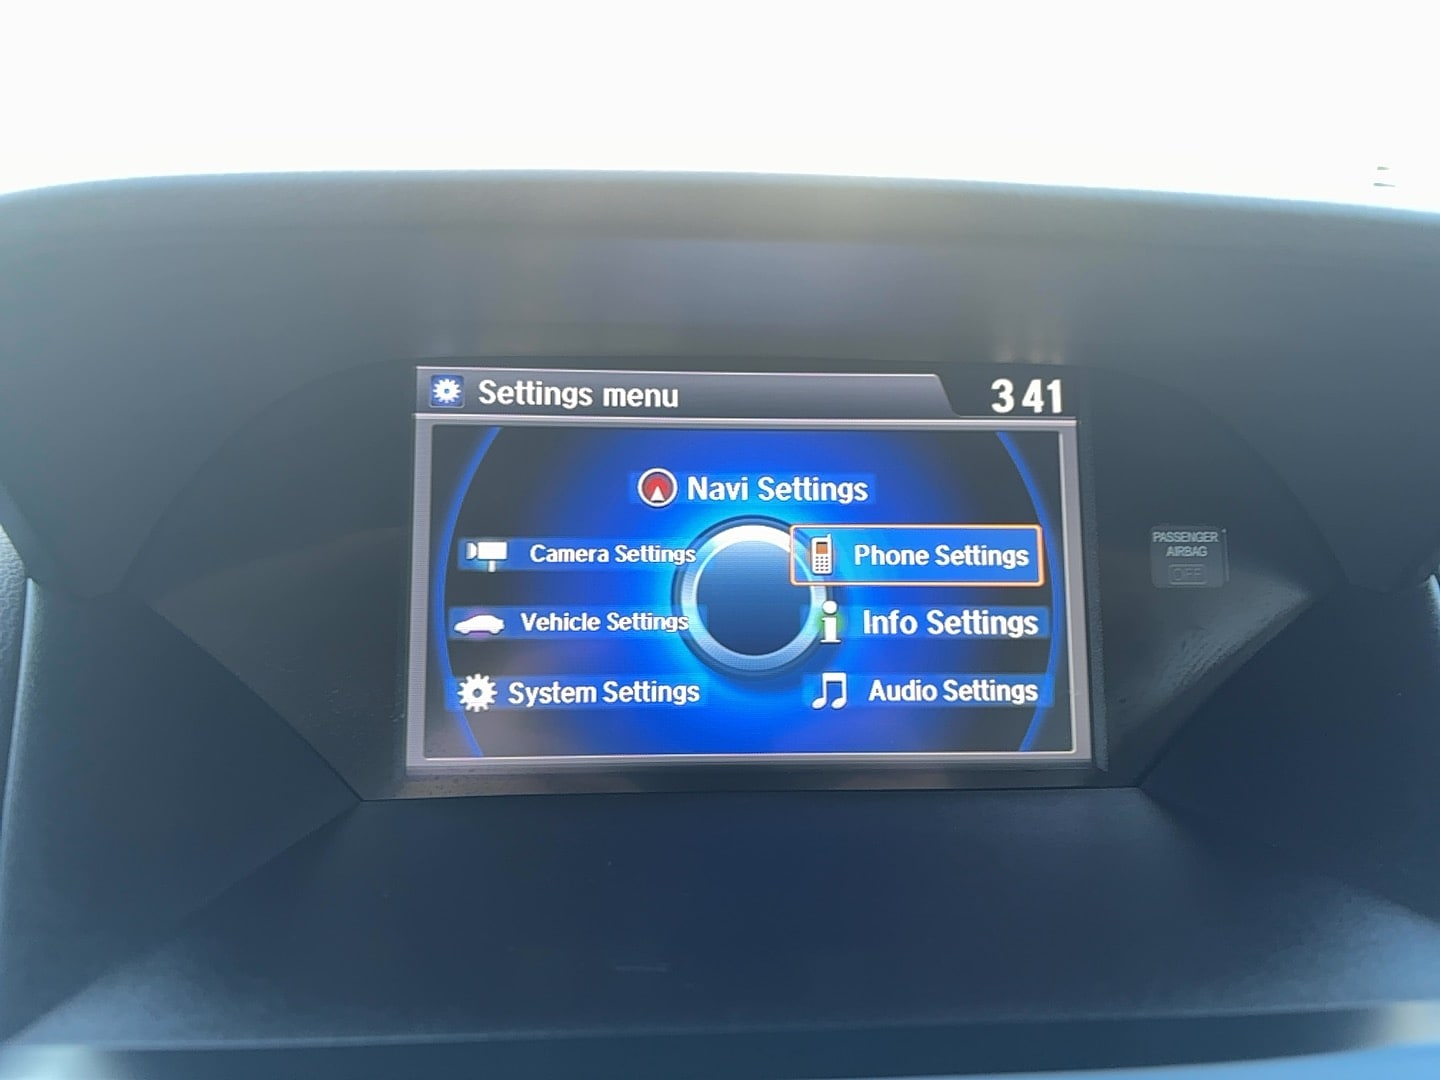 Settings menu
3 41
Navi Settings
Camera Settings
Phone Settings
Vehicle Settings
Info Settings
System Settings
Audio Settings
PASSENGER
AIRBAG
OFF